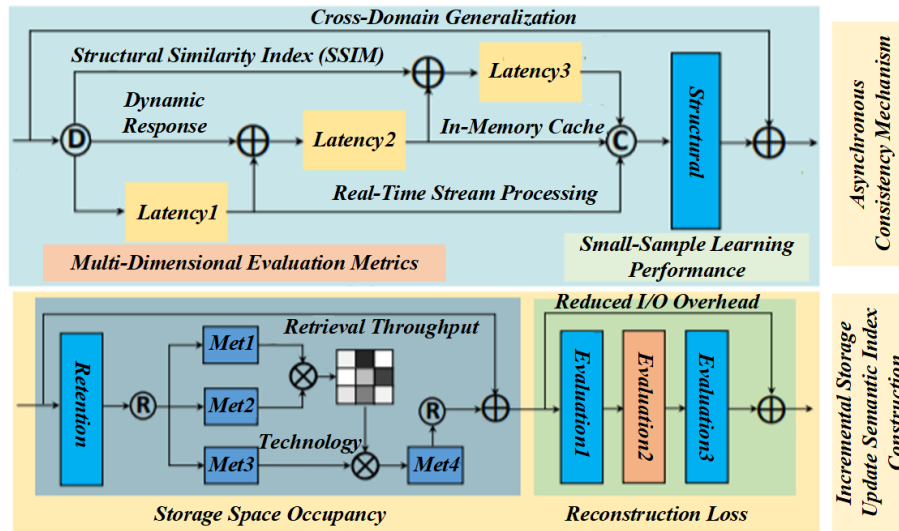 Cross-Domain Generalization
Structural Similarity Index (SSIM)
Latency3
Dynamic
Response
D
Latency2
In-Memory Cache
C
Structural
Latency1
Real-Time Stream Processing
Multi-Dimensional Evaluation Metrics
Small-Sample Learning
Performance
Asynchronous
Consistency Mechanism
Retention
R
Met1
Met2
Met3
Retrieval Throughput
Technology
R
Met4
Storage Space Occupancy
Reduced I/O Overhead
Evaluation1
Evaluation2
Evaluation3
Reconstruction Loss
Incremental Storage
Update Semantic Index
Construction